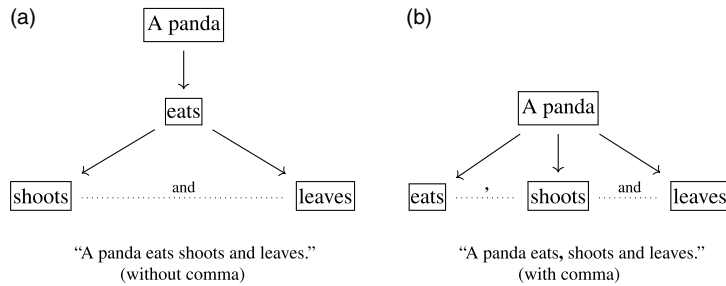 (a)
A panda
eats
shoots
and
leaves
“A panda eats shoots and leaves.”
(without comma)
(b)
A panda
eats
,
shoots
and
leaves
“A panda eats, shoots and leaves.”
(with comma)